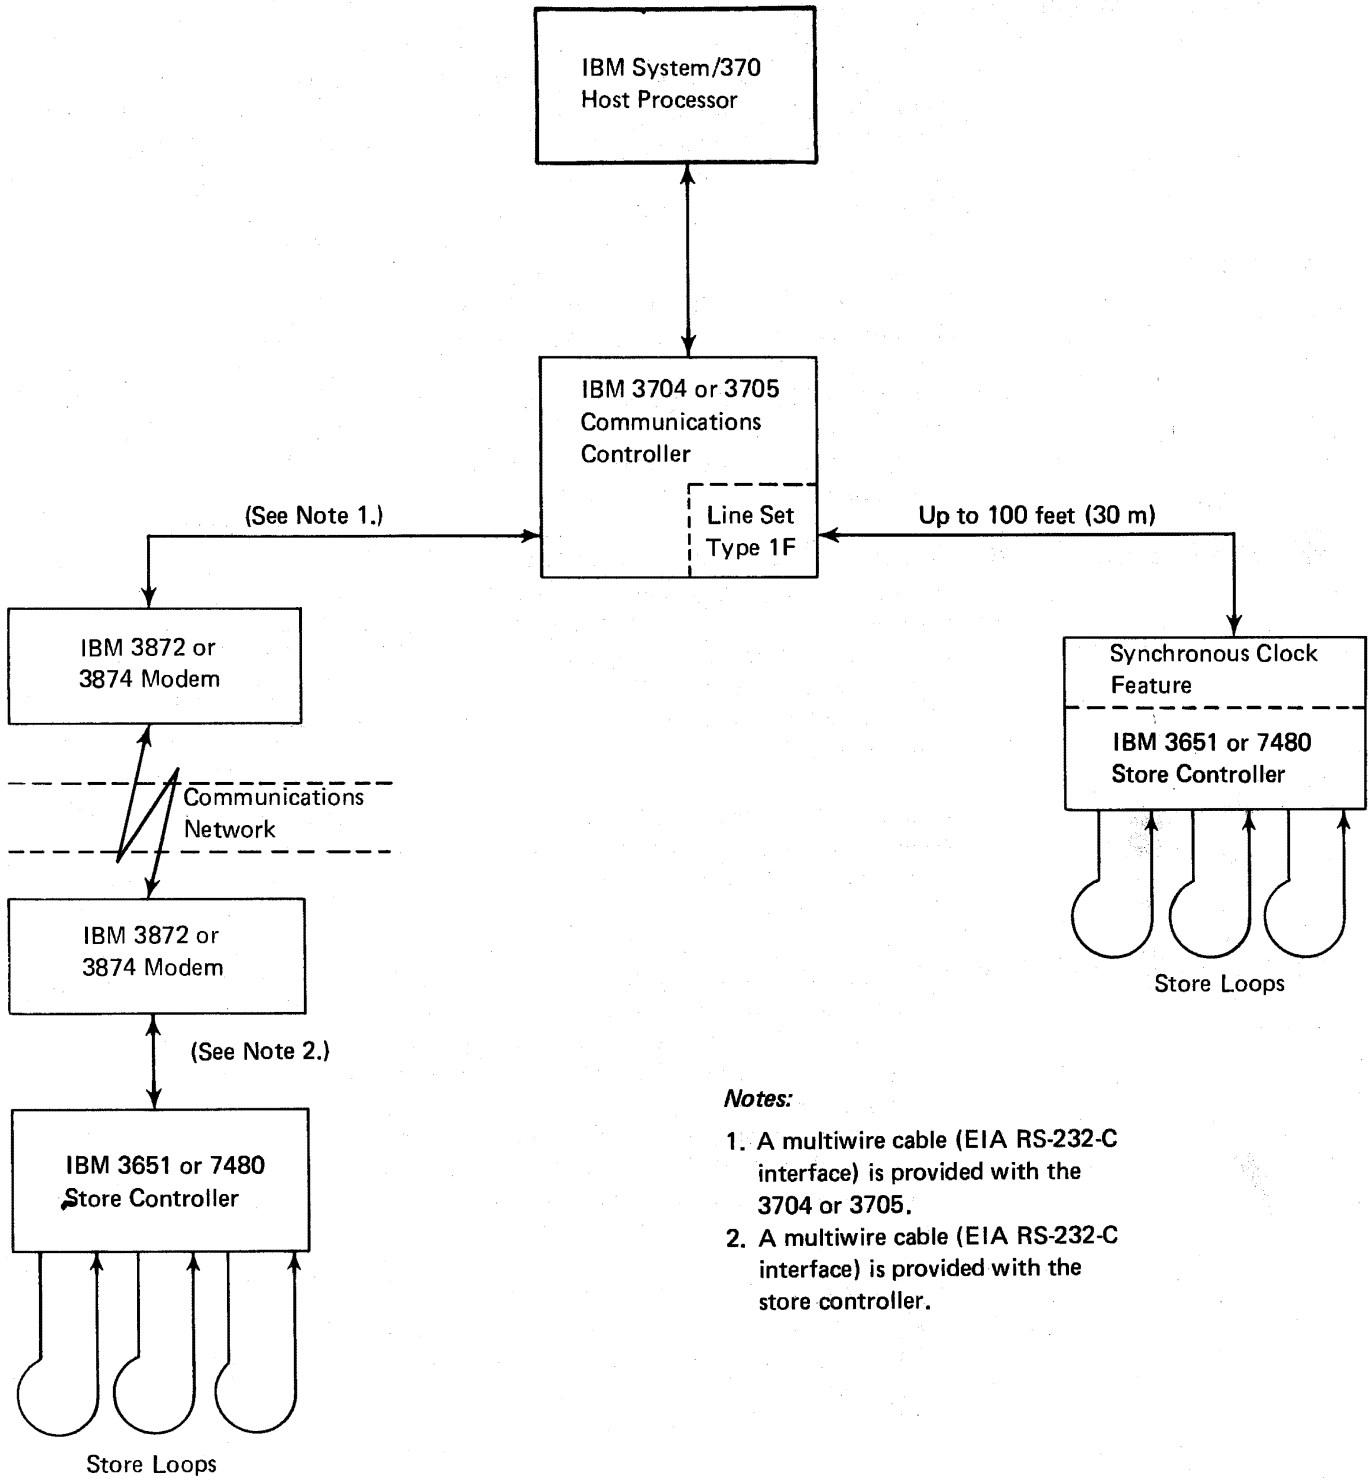 IBM System/370
Host Processor
IBM 3704 or 3705
Communications
Controller
Line Set
Type 1F
(See Note 1.)
Up to 100 feet (30 m)
IBM 3872 or
3874 Modem
Synchronous Clock
Feature
IBM 3651 or 7480
Store Controller
Communications
Network
IBM 3872 or
3874 Modem
Store Loops
(See Note 2.)
IBM 3651 or 7480
Store Controller
Store Loops
Notes:
1. A multiwire cable (EIA RS-232-C
interface) is provided with the
3704 or 3705.
2. A multiwire cable (EIA RS-232-C
interface) is provided with the
store controller.